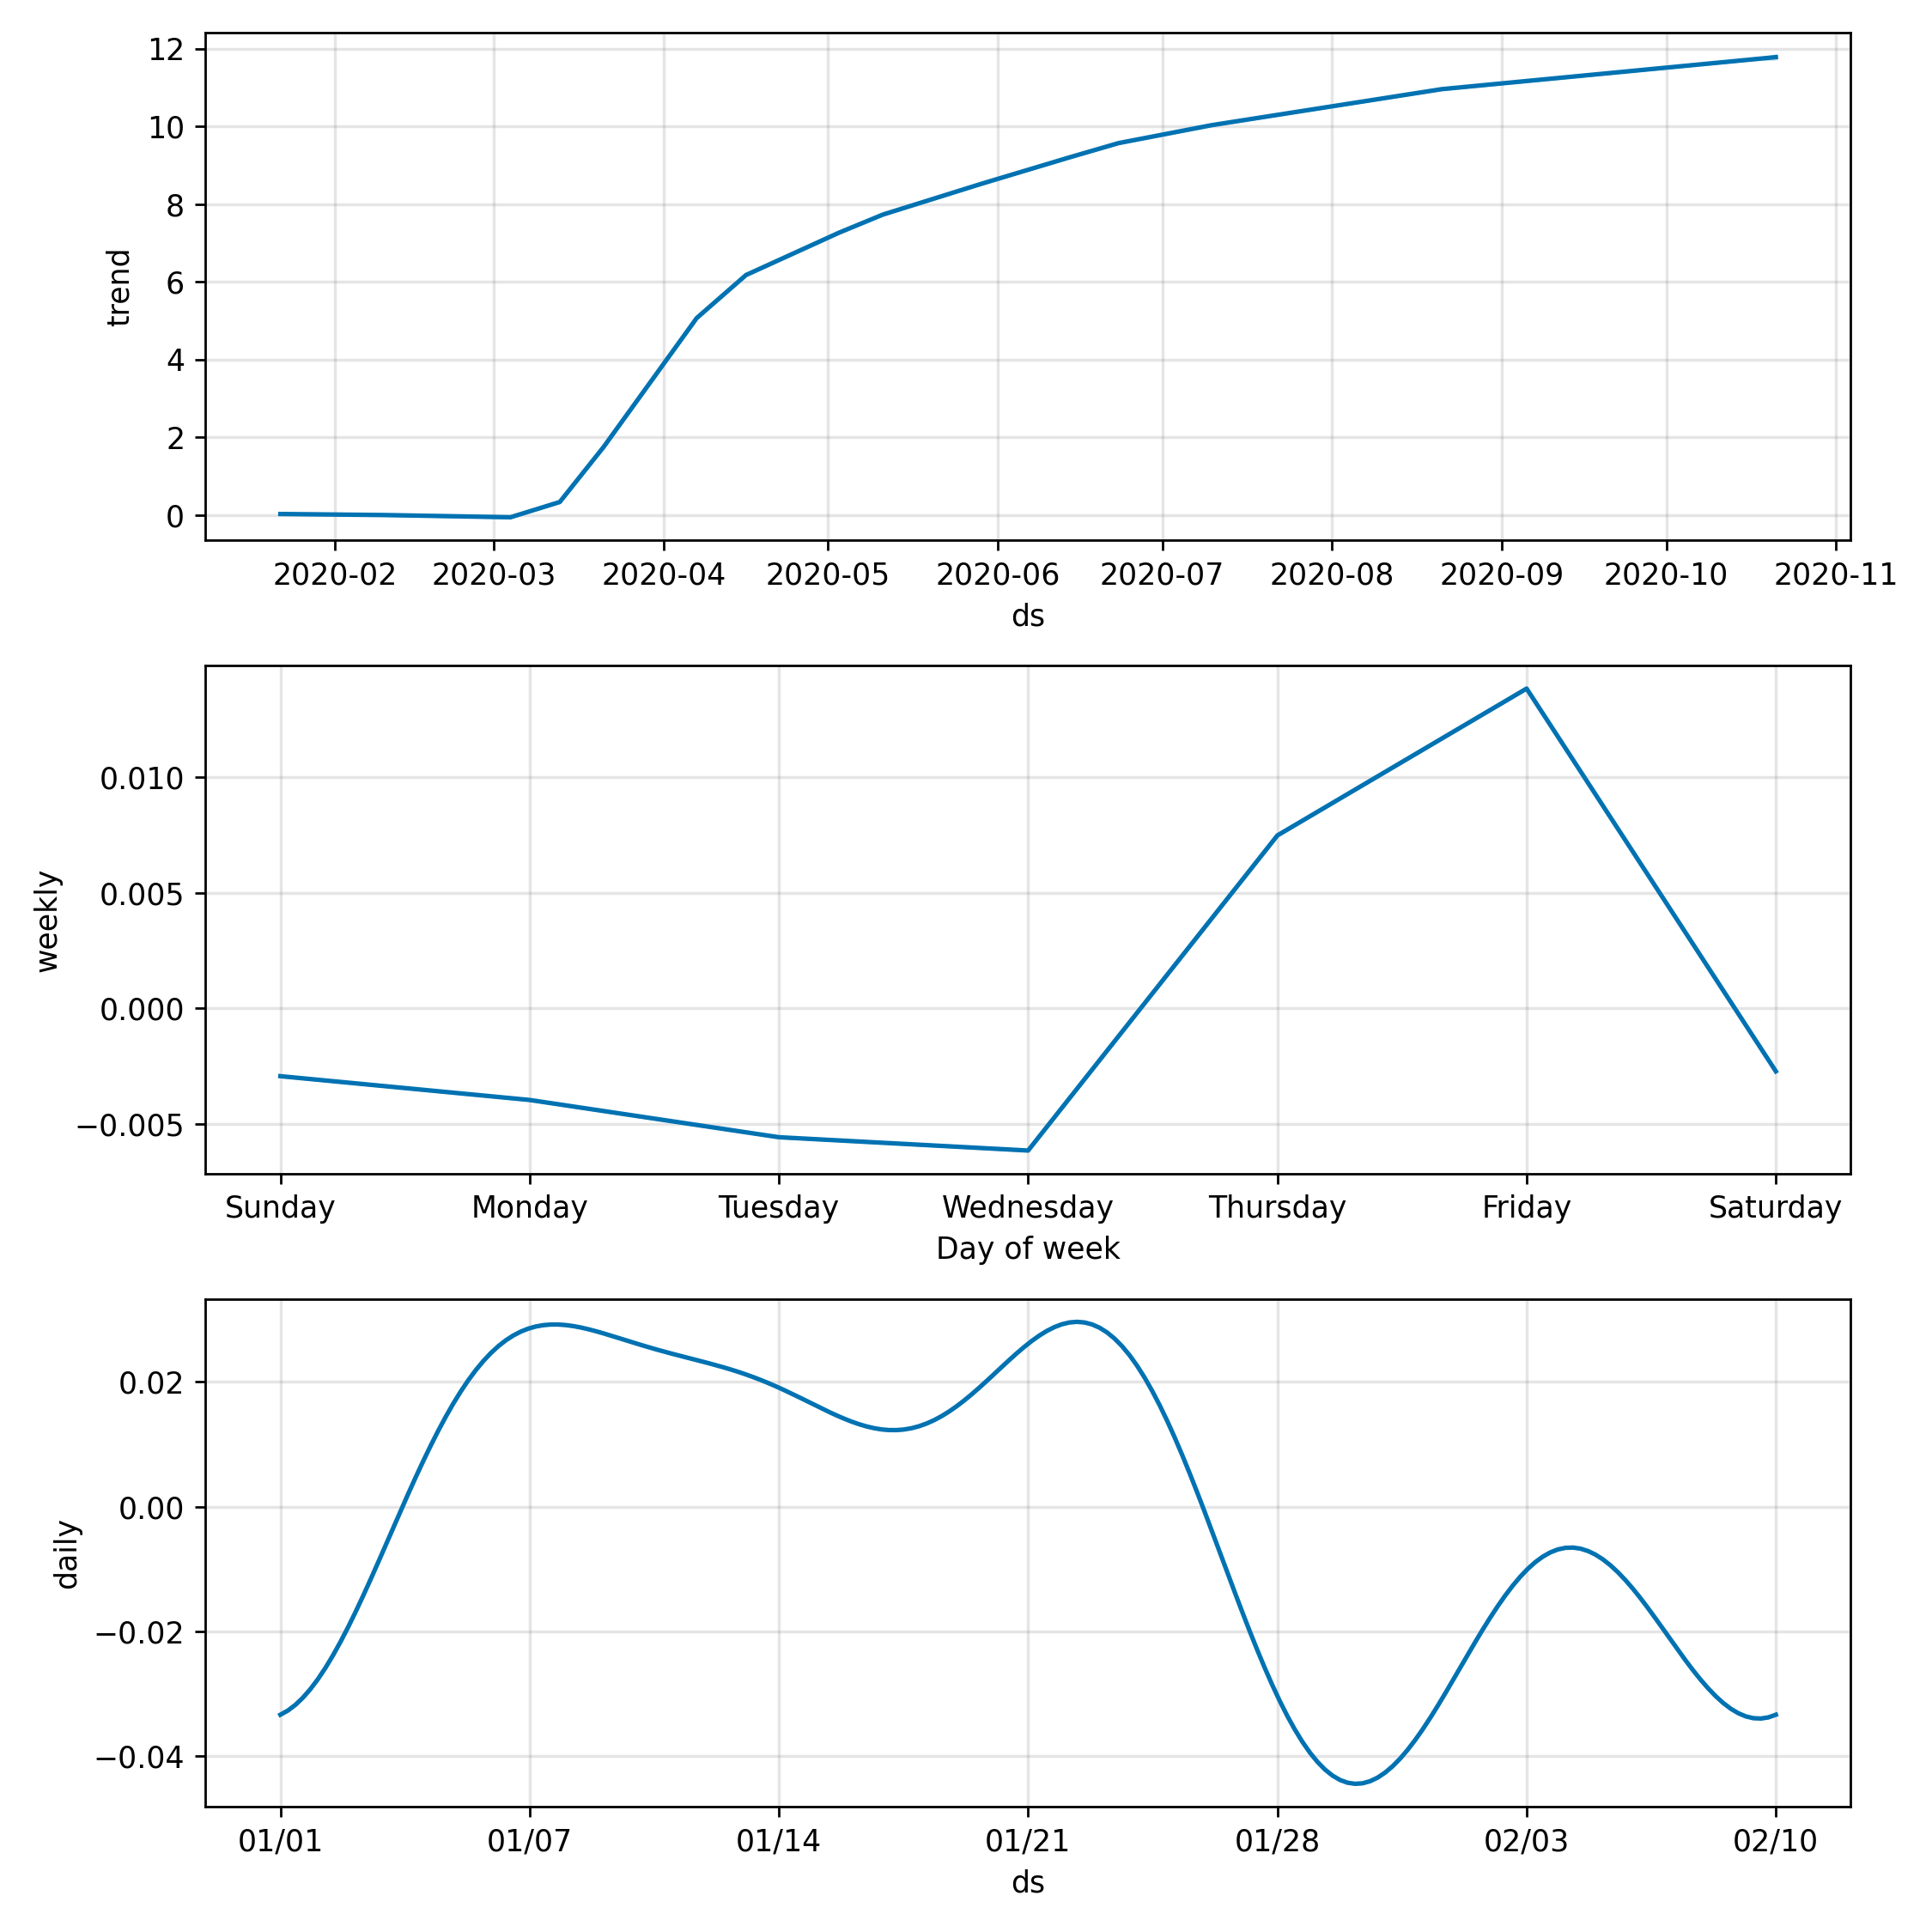 12
10
8
6
4
2
0
trend
2020-02 2020-03 2020-04 2020-05 2020-06 2020-07 2020-08 2020-09 2020-10 2020-11
ds
0.010
0.005
0.000
−0.005
weekly
Sunday Monday Tuesday Wednesday Thursday Friday Saturday
Day of week
0.02
0.00
−0.02
−0.04
daily
01/01 01/07 01/14 01/21 01/28 02/03 02/10
ds